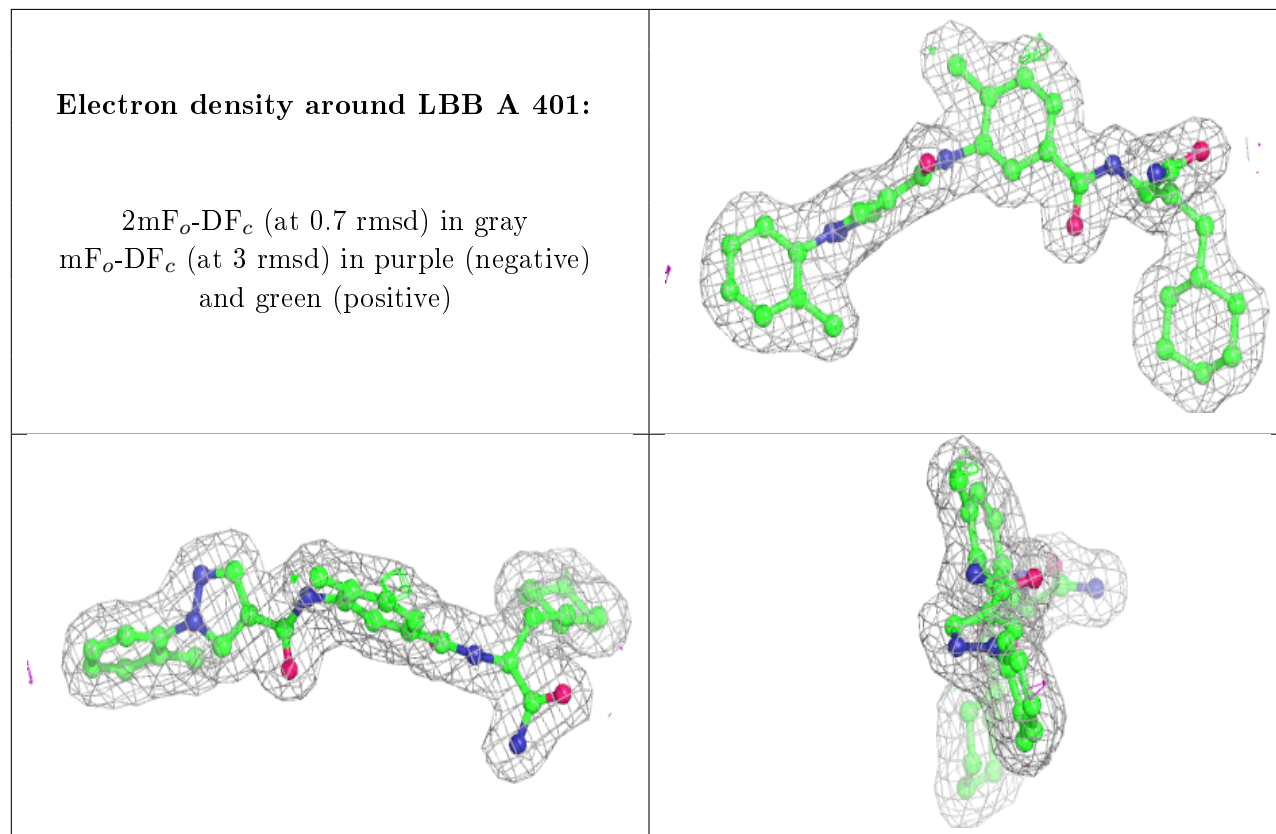 Electron density around LBB A 401:
2mFₒ-DF𝒸 (at 0.7 rmsd) in gray
mFₒ-DF𝒸 (at 3 rmsd) in purple (negative)
and green (positive)